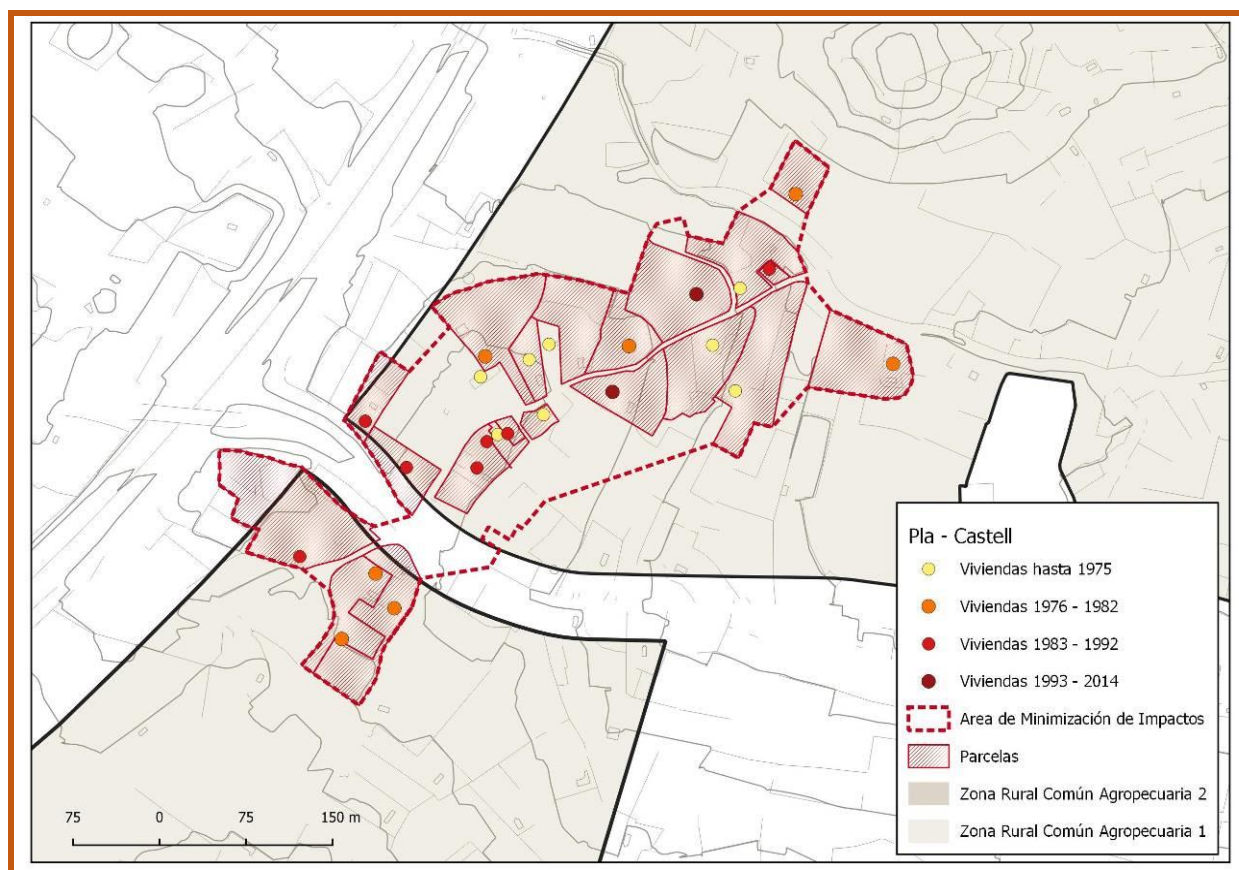 Pla - Castell
Viviendas hasta 1975
Viviendas 1976 - 1982
Viviendas 1983 - 1992
Viviendas 1993 - 2014
Area de Minimización de Impactos
Parcelas
Zona Rural Común Agropecuaria 2
Zona Rural Común Agropecuaria 1
75 0 75 150 m